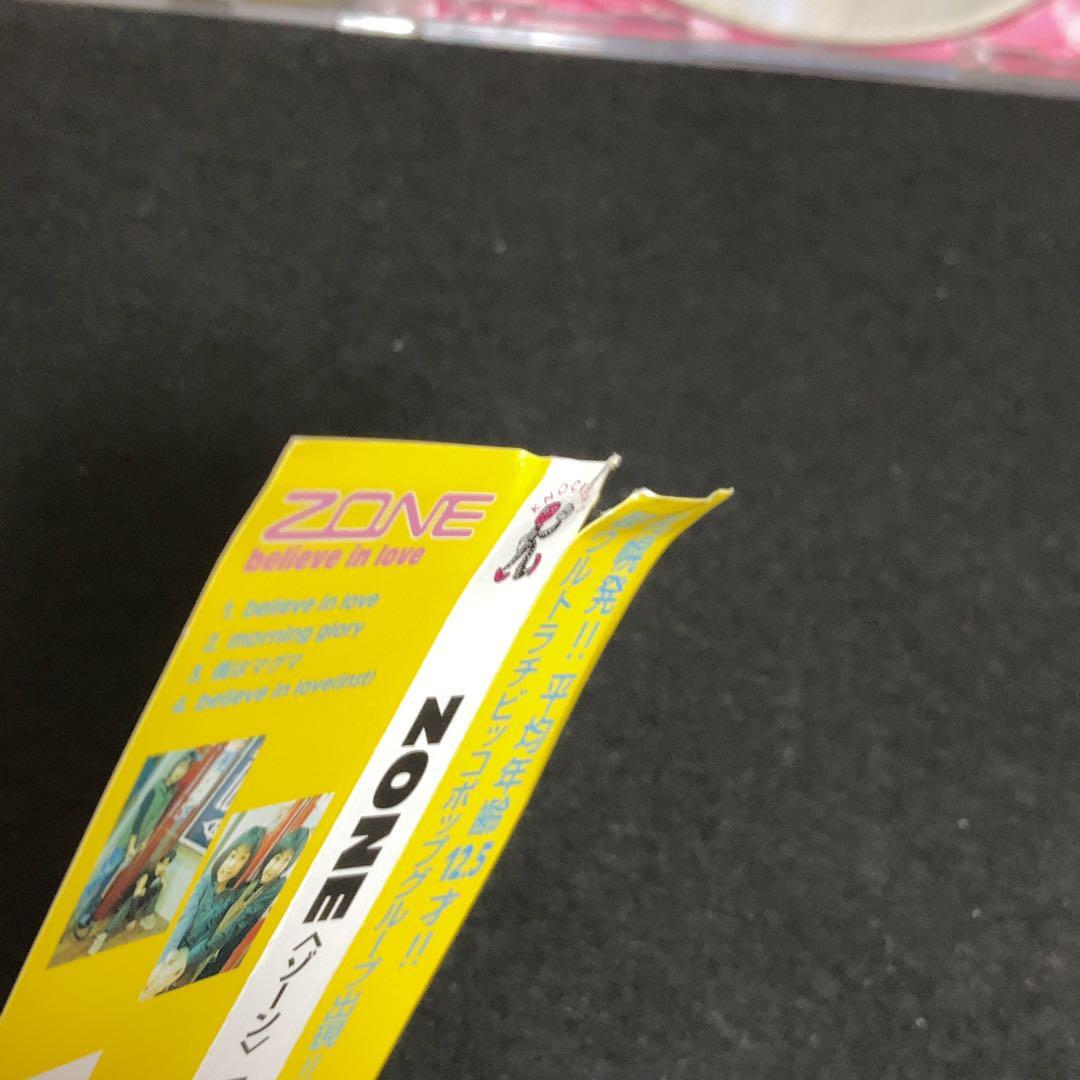 ZONE
believe in love
1. believe in love
2. morning glory
3. 僕はマグマ
4. believe in love(inst)
ZONE〈ゾーン〉
発!! 平均年齢12.5才!!
ウルトラチビッコポップグループ出現!!